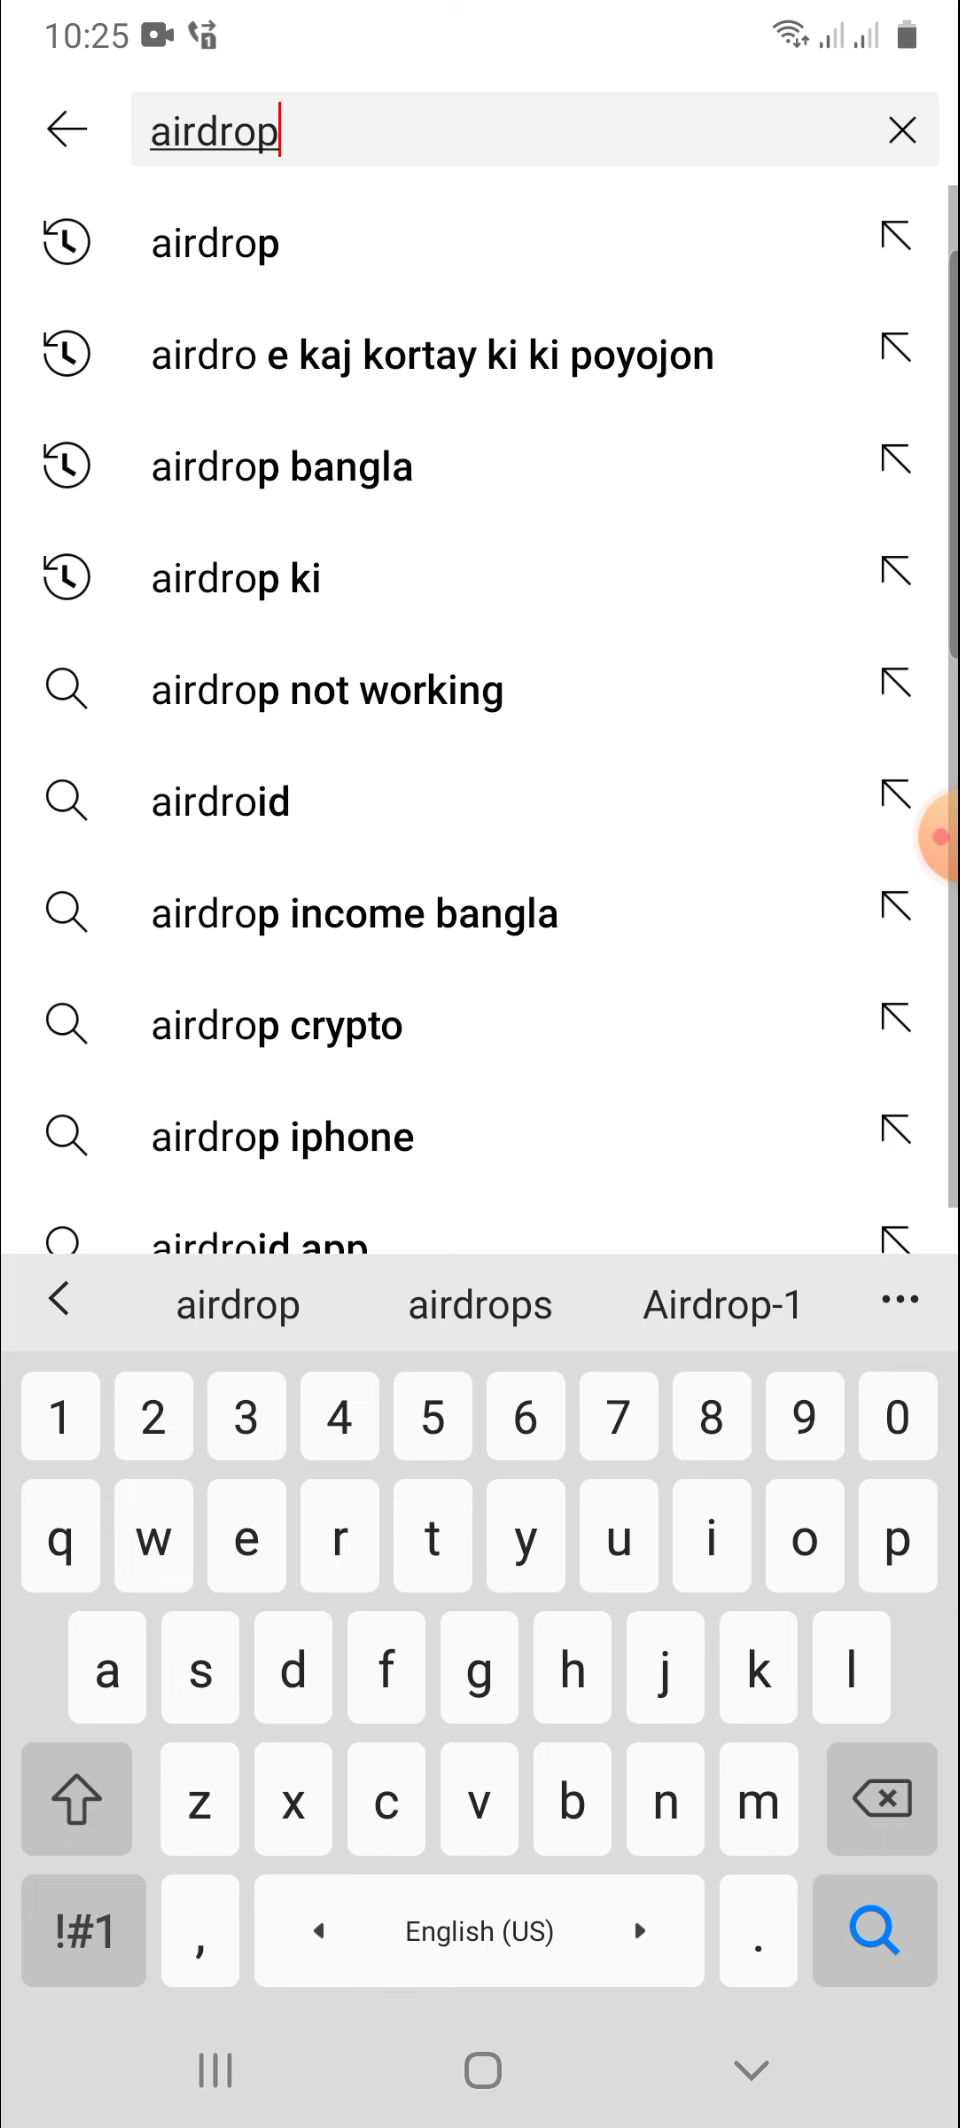 10:25
airdrop
airdrop
airdro e kaj kortay ki ki poyojon
airdrop bangla
airdrop ki
airdrop not working
airdroid
airdrop income bangla
airdrop crypto
airdrop iphone
airdroid app
airdrop airdrops Airdrop-1
1 2 3 4 5 6 7 8 9 0
q w e r t y u i o p
a s d f g h j k l
z x c v b n m
!#1 , English (US) .